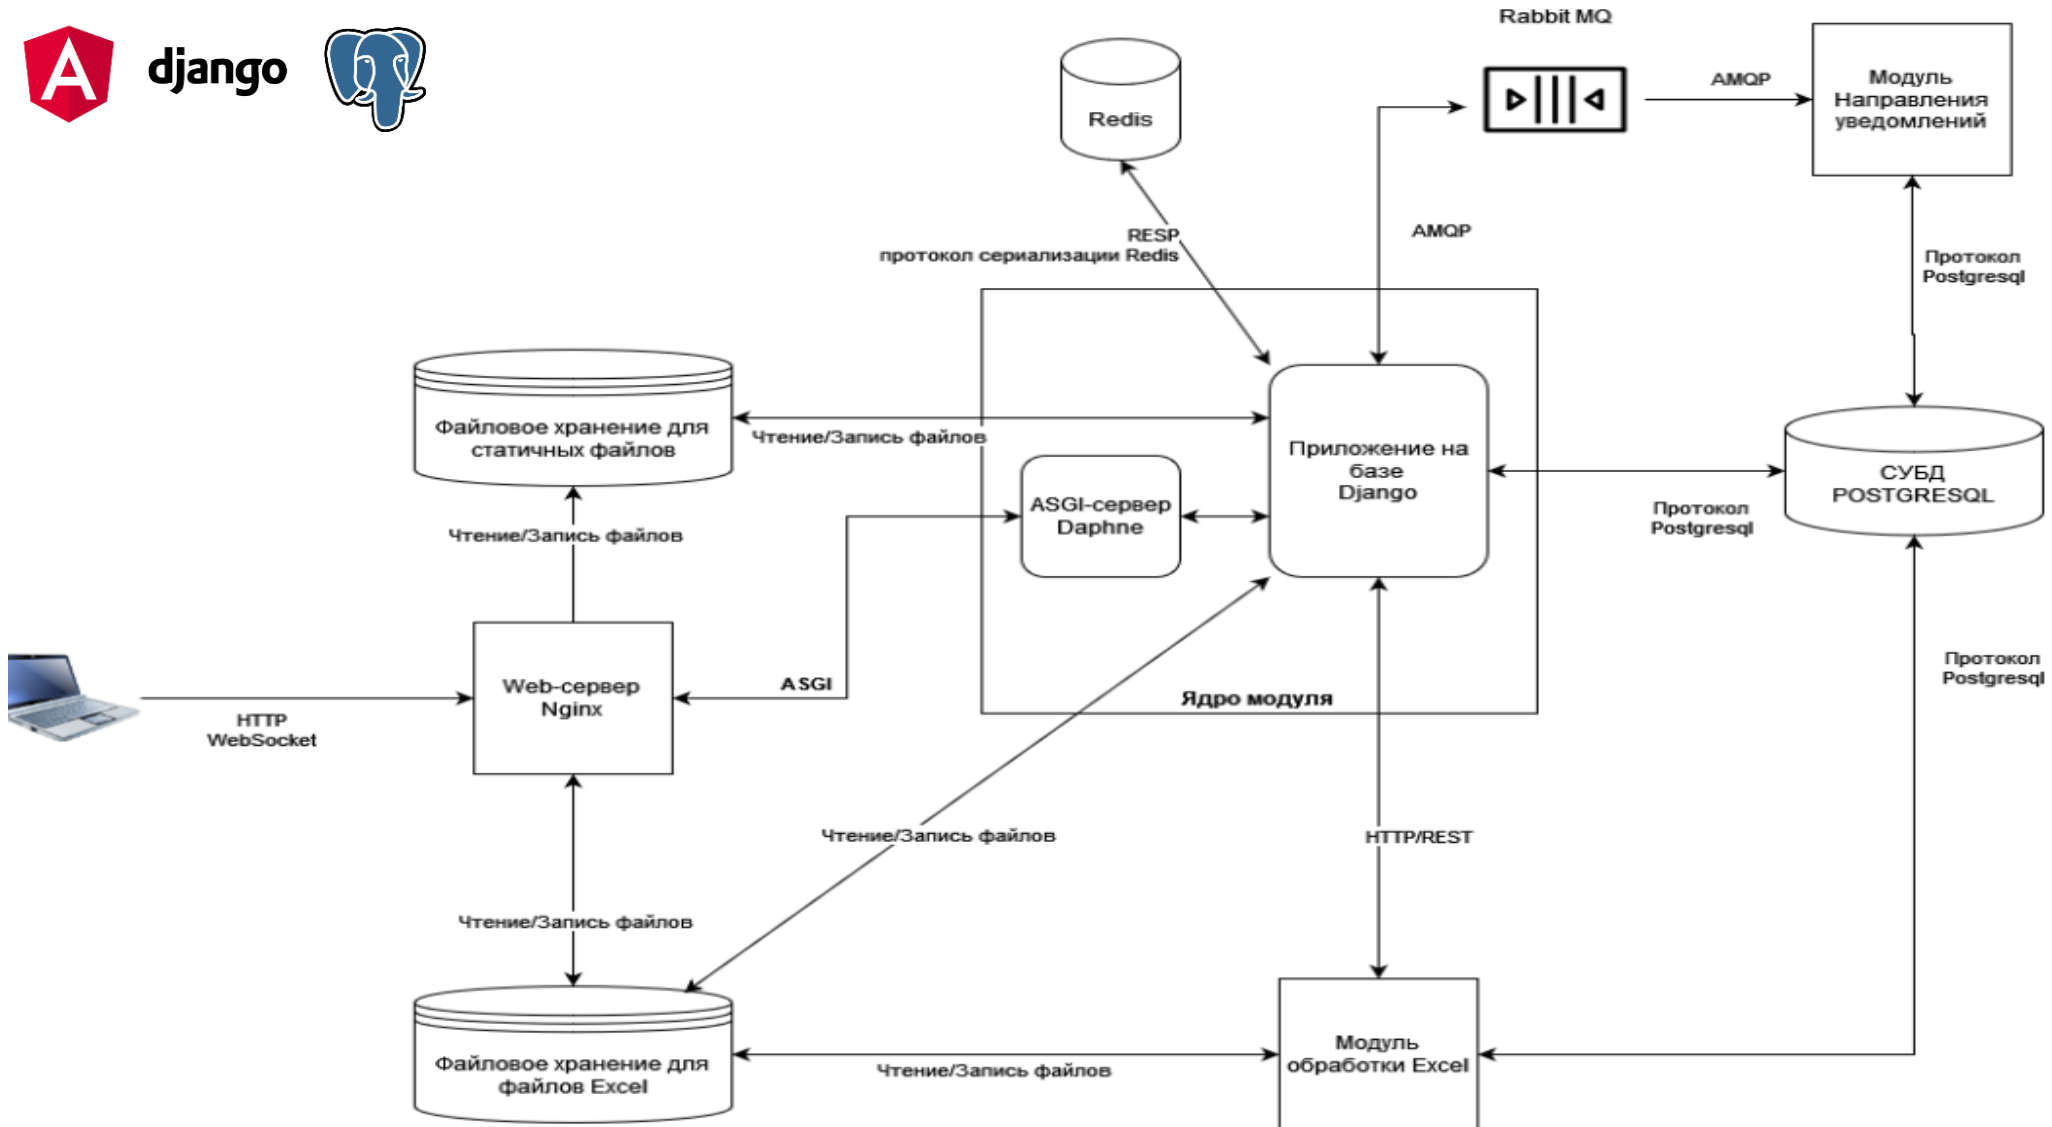 django
Rabbit MQ
Redis
AMQP
Модуль
Направления
уведомлений
RESP
протокол сериализации Redis
AMQP
Протокол
Postgresql
Файловое хранение для
статичных файлов
Чтение/Запись файлов
Приложение на
базе
Django
ASGI-сервер
Daphne
СУБД
POSTGRESQL
Протокол
Postgresql
Чтение/Запись файлов
Web-сервер
Nginx
ASGI
Ядро модуля
Протокол
Postgresql
HTTP
WebSocket
Чтение/Запись файлов
HTTP/REST
Чтение/Запись файлов
Файловое хранение для
файлов Excel
Чтение/Запись файлов
Модуль
обработки Excel